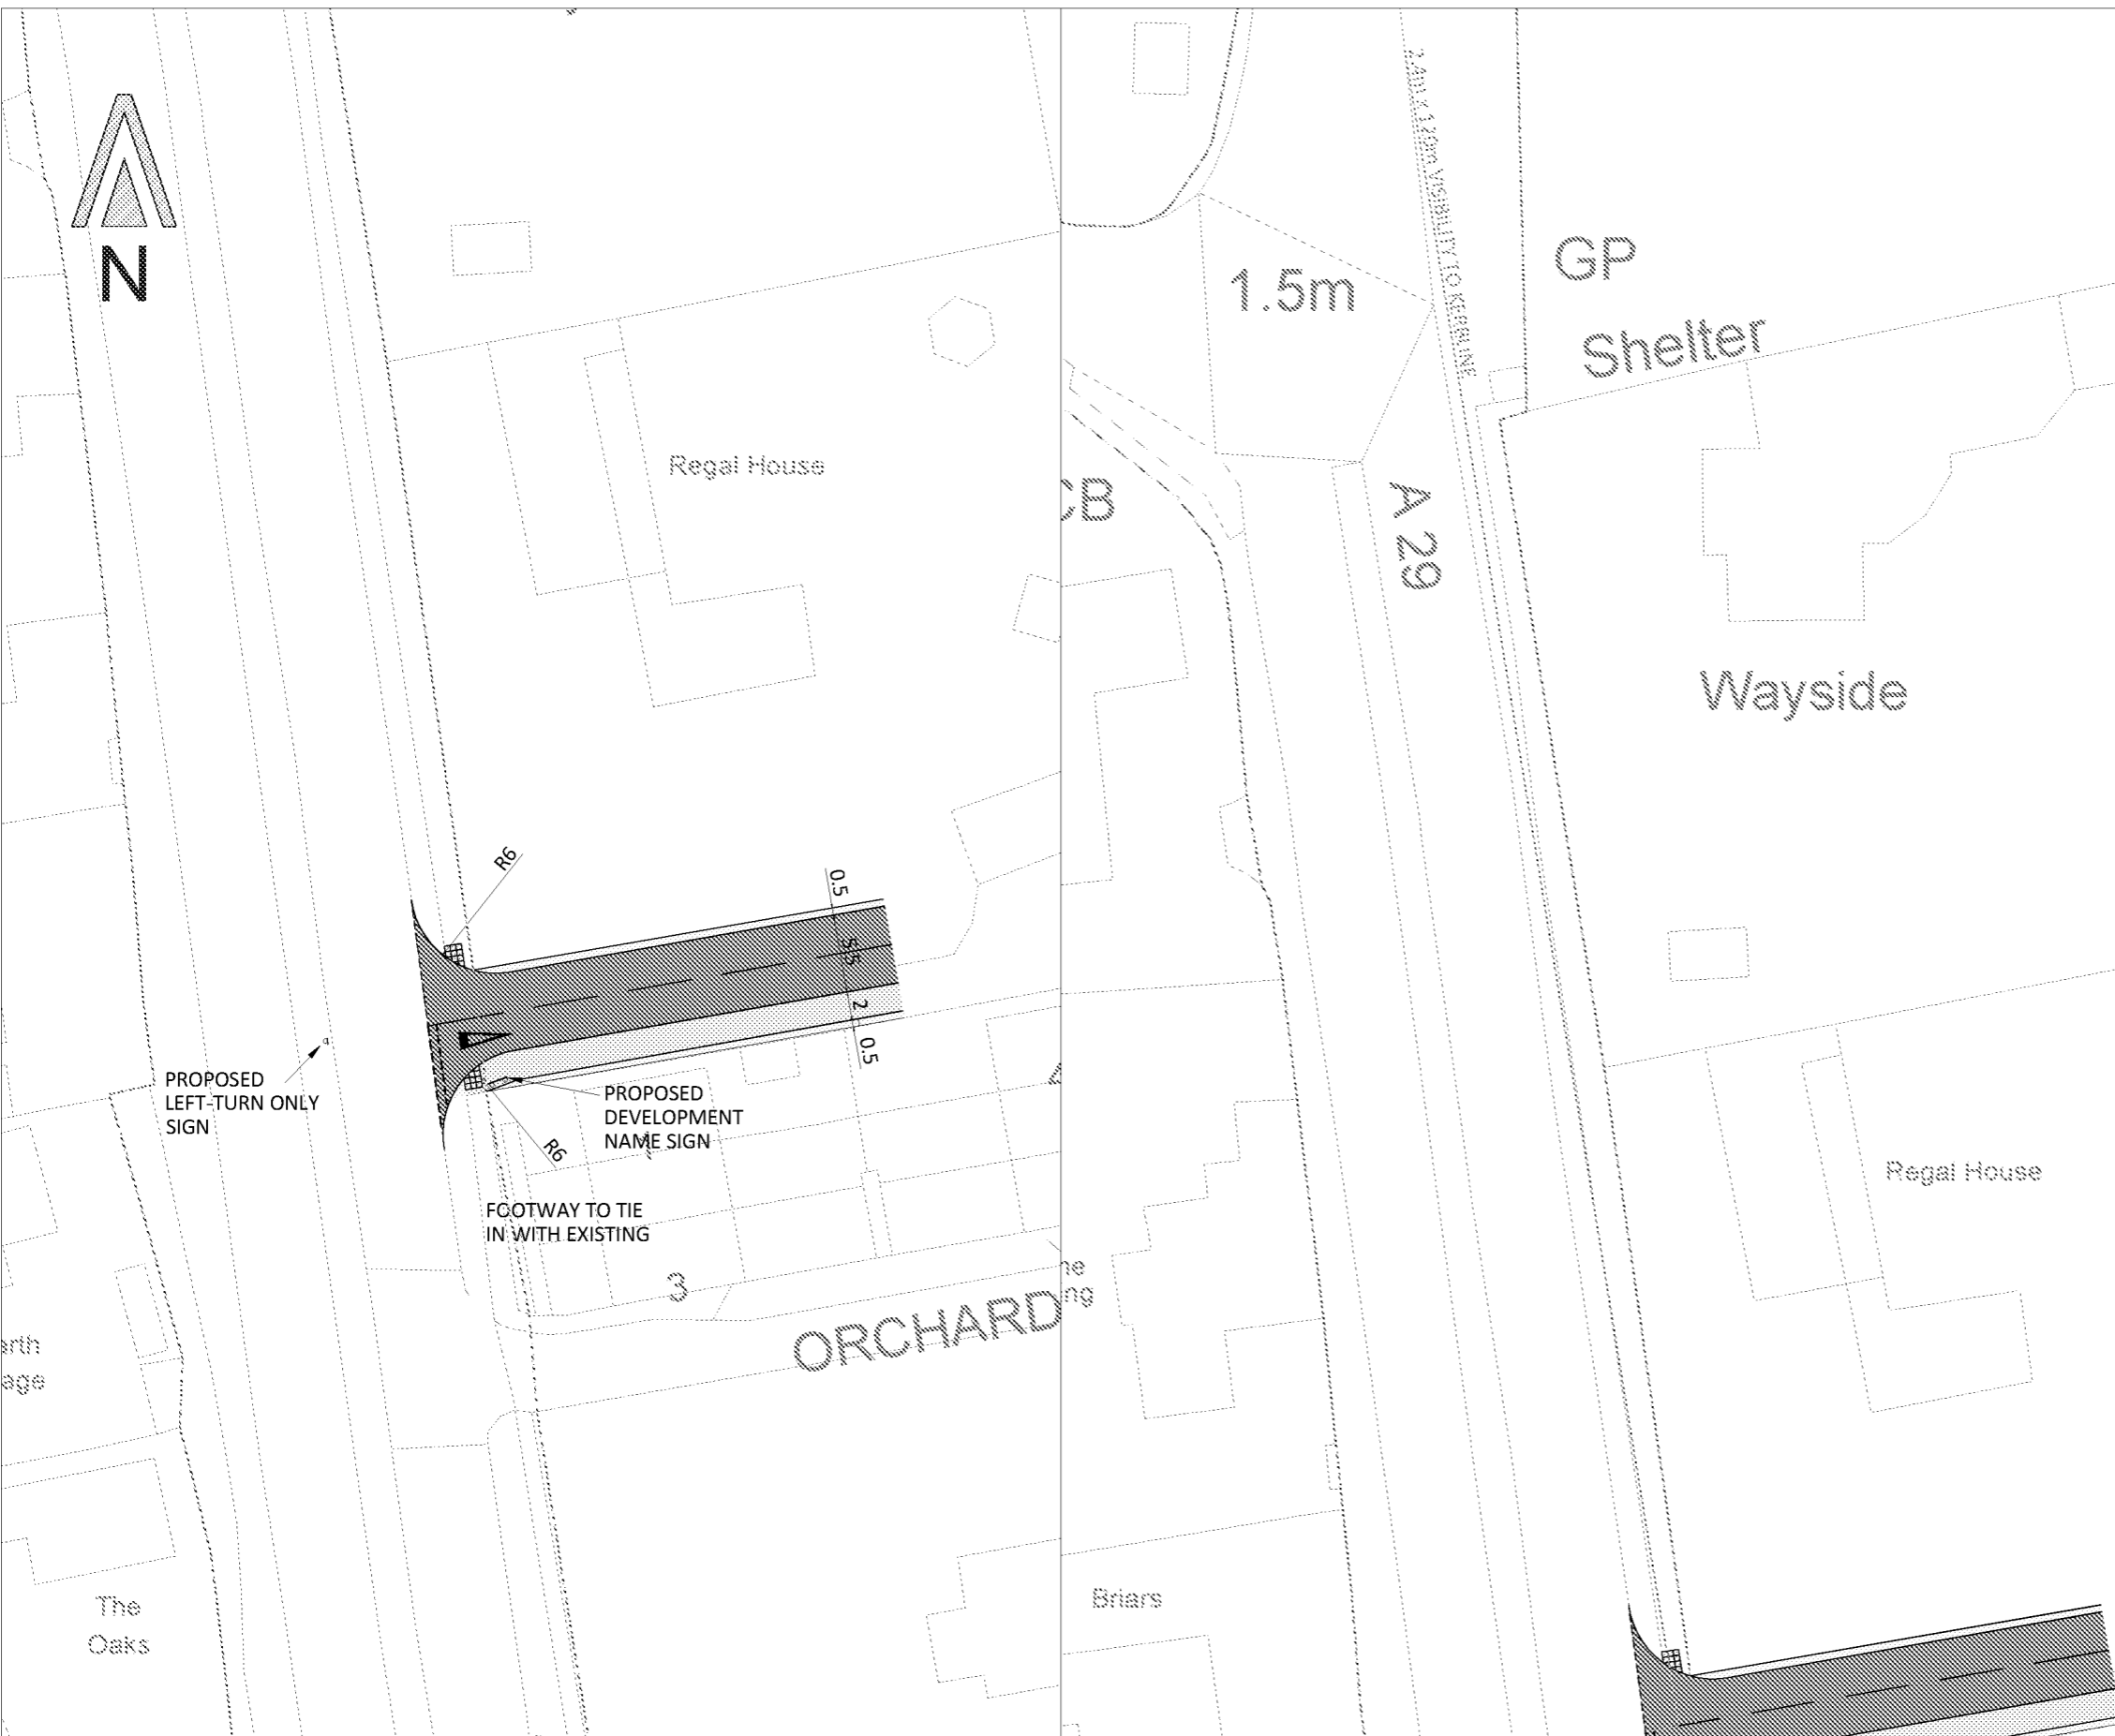 N
Regal House
R6
0.5
5.5
2
0.5
PROPOSED
LEFT-TURN ONLY
SIGN
PROPOSED
DEVELOPMENT
NAME SIGN
R6
FOOTWAY TO TIE
IN WITH EXISTING
3
ORCHARD
The
Oaks
GP
1.5m
Shelter
A 29
Wayside
Regal House
Briars